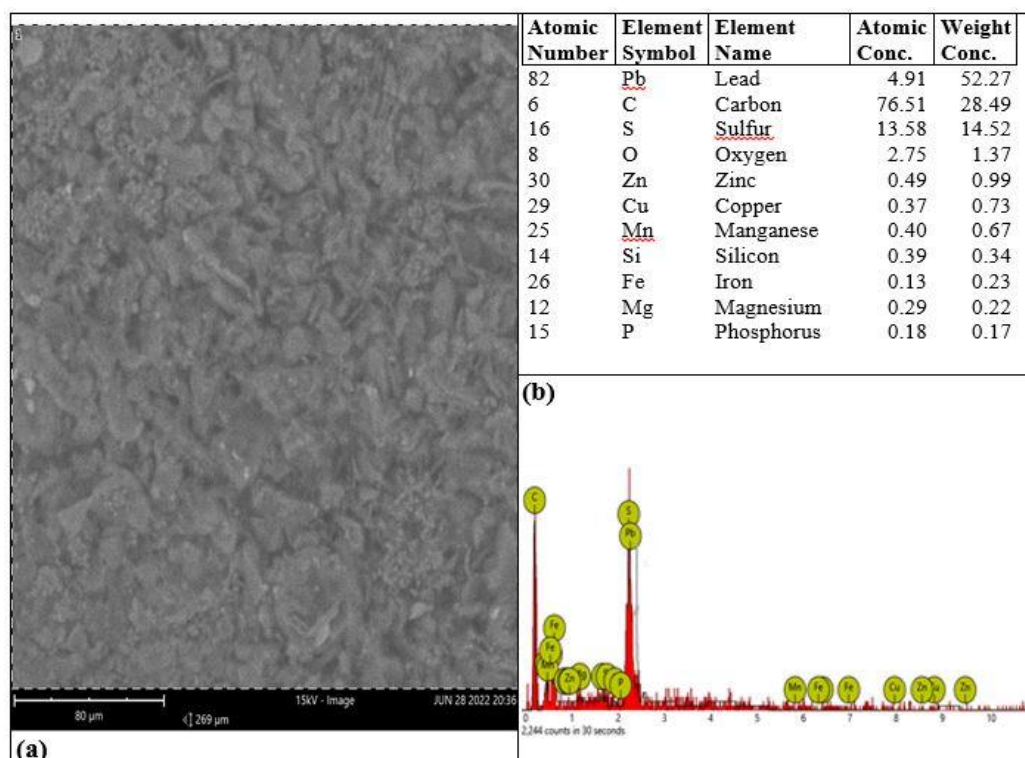 1
80 µm
269 µm
15kV - Image
JUN 28 2022 20:36
(a)
Atomic Number Element Symbol Element Name Atomic Conc. Weight Conc.
82 Pb Lead 4.91 52.27
6 C Carbon 76.51 28.49
16 S Sulfur 13.58 14.52
8 O Oxygen 2.75 1.37
30 Zn Zinc 0.49 0.99
29 Cu Copper 0.37 0.73
25 Mn Manganese 0.40 0.67
14 Si Silicon 0.39 0.34
26 Fe Iron 0.13 0.23
12 Mg Magnesium 0.29 0.22
15 P Phosphorus 0.18 0.17
(b)
C
S
Pb
Fe
Fe
Mn
Zn
P
Mn
Fe
Fe
Cu
Zn
Zn
0 1 2 3 4 5 6 7 8 9 10
2,244 counts in 30 seconds